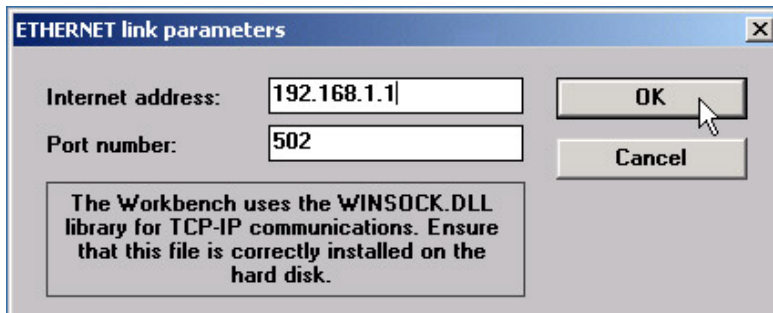 ETHERNET link parameters
Internet address: 192.168.1.1 OK
Port number: 502
Cancel
The Workbench uses the WINSOCK.DLL
library for TCP-IP communications. Ensure
that this file is correctly installed on the
hard disk.